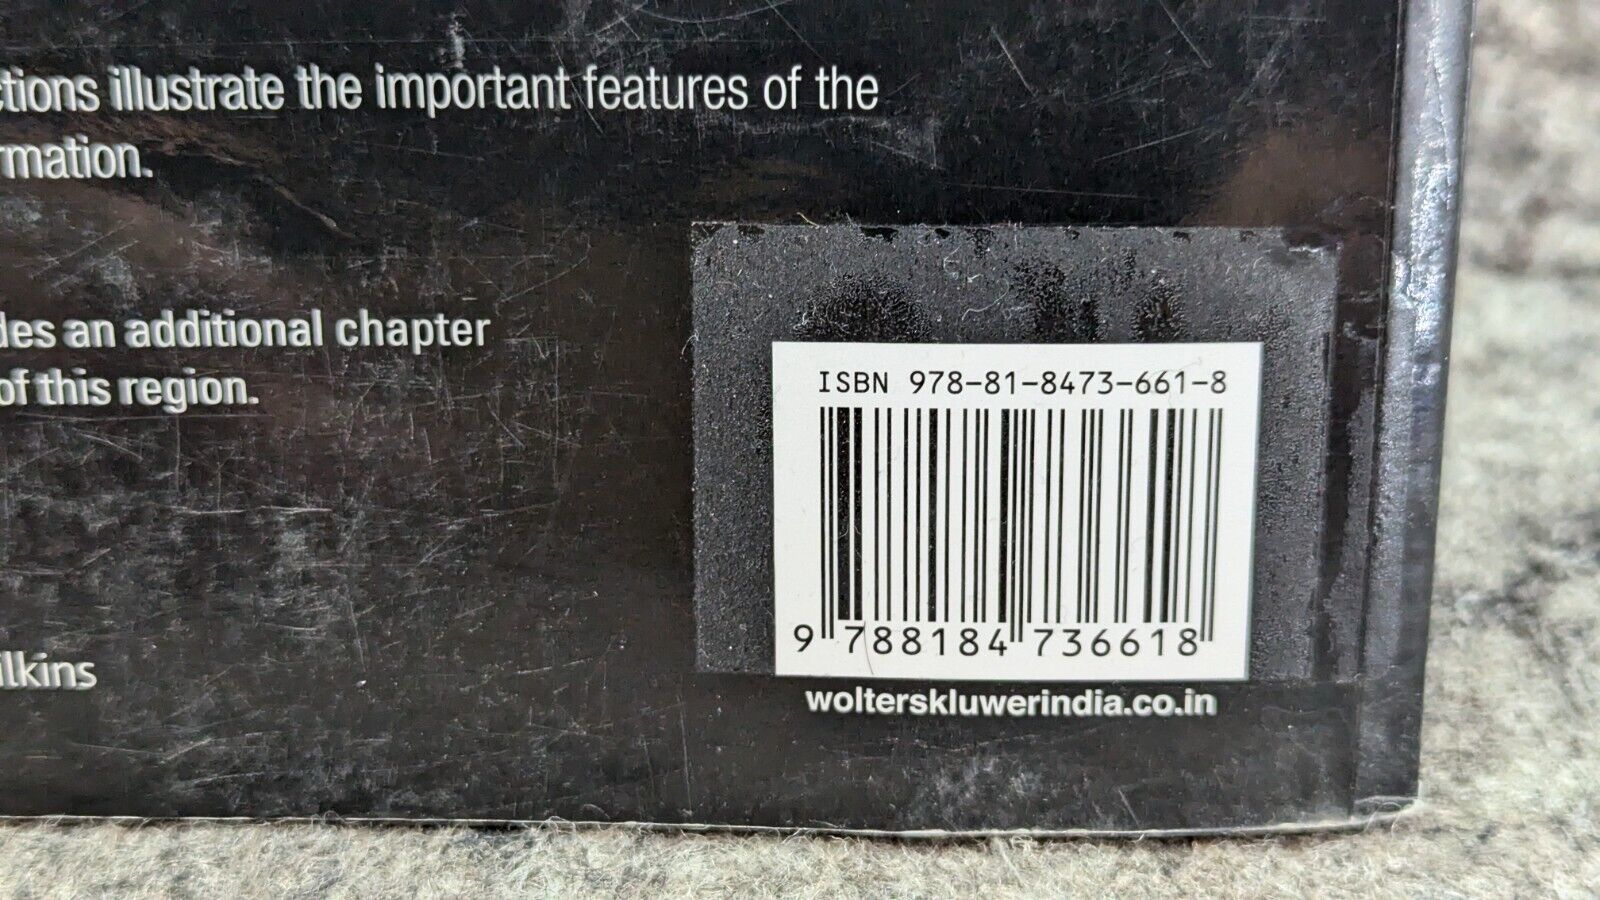 ctions illustrate the important features of the
rmation.
des an additional chapter
of this region.
ilkins
ISBN 978-81-8473-661-8
9 788184 736618
wolterskluwerindia.co.in